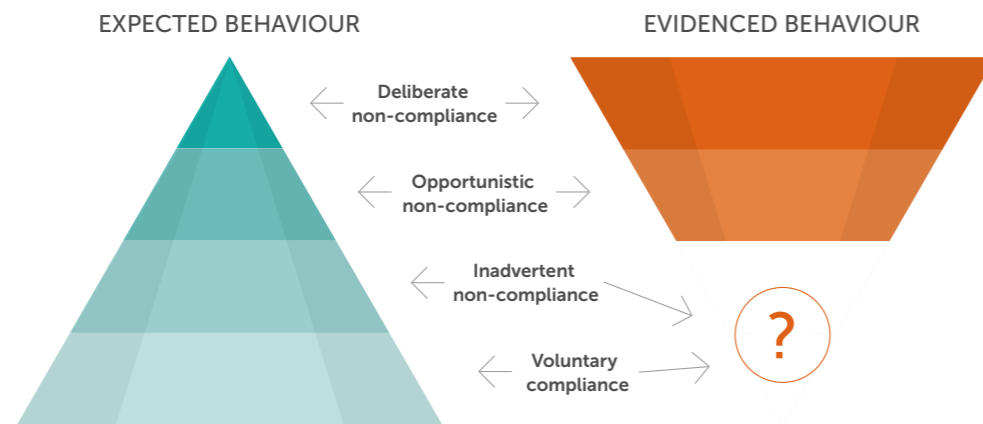 EXPECTED BEHAVIOUR
EVIDENCED BEHAVIOUR
Deliberate
non-compliance
Opportunistic
non-compliance
Inadvertent
non-compliance
?
Voluntary
compliance